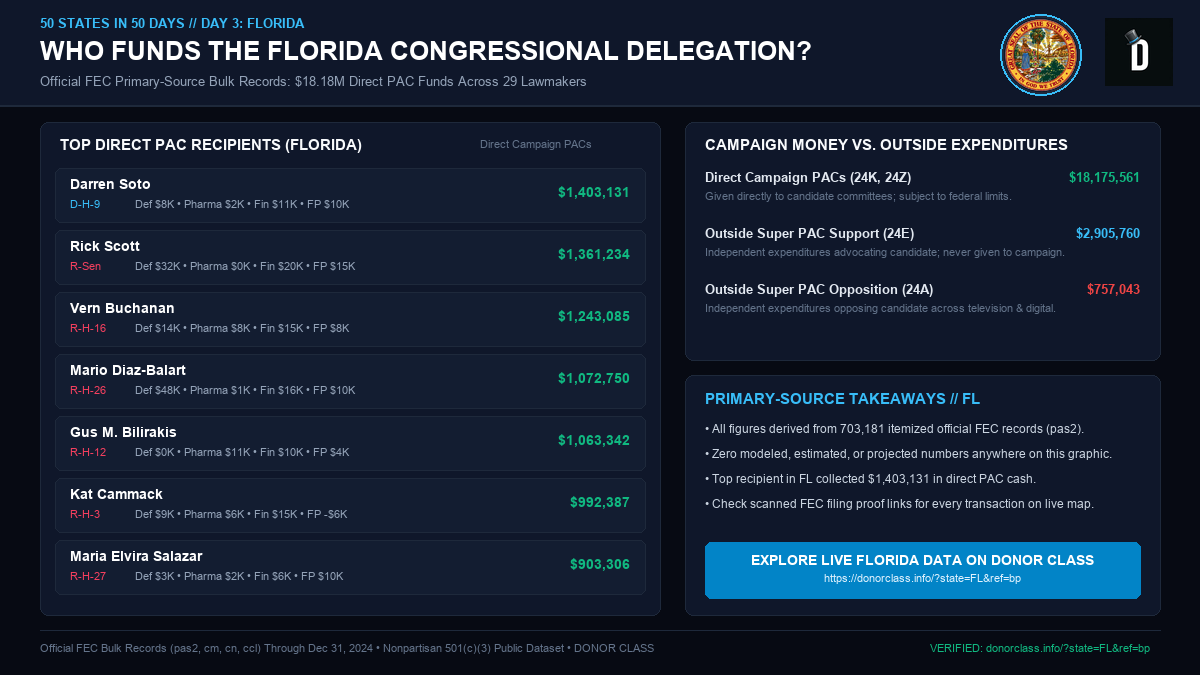 50 STATES IN 50 DAYS // DAY 3: FLORIDA
WHO FUNDS THE FLORIDA CONGRESSIONAL DELEGATION?
Official FEC Primary-Source Bulk Records: $18.18M Direct PAC Funds Across 29 Lawmakers
GREAT SEAL OF THE STATE OF FLORIDA
IN GOD WE TRUST
D
TOP DIRECT PAC RECIPIENTS (FLORIDA)
Direct Campaign PACs
Darren Soto
$1,403,131
D-H-9 Def $8K • Pharma $2K • Fin $11K • FP $10K
Rick Scott
$1,361,234
R-Sen Def $32K • Pharma $0K • Fin $20K • FP $15K
Vern Buchanan
$1,243,085
R-H-16 Def $14K • Pharma $8K • Fin $15K • FP $8K
Mario Diaz-Balart
$1,072,750
R-H-26 Def $48K • Pharma $1K • Fin $16K • FP $10K
Gus M. Bilirakis
$1,063,342
R-H-12 Def $0K • Pharma $11K • Fin $10K • FP $4K
Kat Cammack
$992,387
R-H-3 Def $9K • Pharma $6K • Fin $15K • FP -$6K
Maria Elvira Salazar
$903,306
R-H-27 Def $3K • Pharma $2K • Fin $6K • FP $10K
CAMPAIGN MONEY VS. OUTSIDE EXPENDITURES
Direct Campaign PACs (24K, 24Z) $18,175,561
Given directly to candidate committees; subject to federal limits.
Outside Super PAC Support (24E) $2,905,760
Independent expenditures advocating candidate; never given to campaign.
Outside Super PAC Opposition (24A) $757,043
Independent expenditures opposing candidate across television & digital.
PRIMARY-SOURCE TAKEAWAYS // FL
• All figures derived from 703,181 itemized official FEC records (pas2).
• Zero modeled, estimated, or projected numbers anywhere on this graphic.
• Top recipient in FL collected $1,403,131 in direct PAC cash.
• Check scanned FEC filing proof links for every transaction on live map.
EXPLORE LIVE FLORIDA DATA ON DONOR CLASS
https://donorclass.info/?state=FL&ref=bp
Official FEC Bulk Records (pas2, cm, cn, ccl) Through Dec 31, 2024 • Nonpartisan 501(c)(3) Public Dataset • DONOR CLASS
VERIFIED: donorclass.info/?state=FL&ref=bp